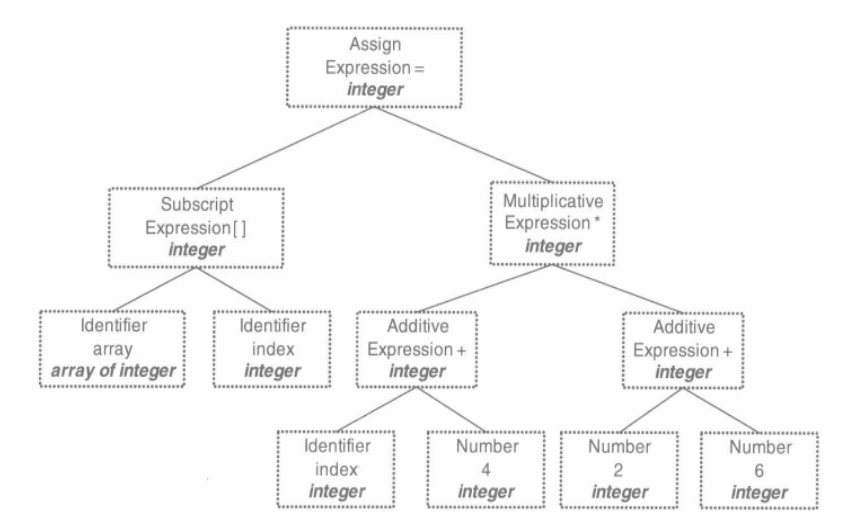 Assign
Expression =
integer
Subscript
Expression [ ]
integer
Multiplicative
Expression *
integer
Identifier
array
array of integer
Identifier
index
integer
Additive
Expression +
integer
Additive
Expression +
integer
Identifier
index
integer
Number
4
integer
Number
2
integer
Number
6
integer